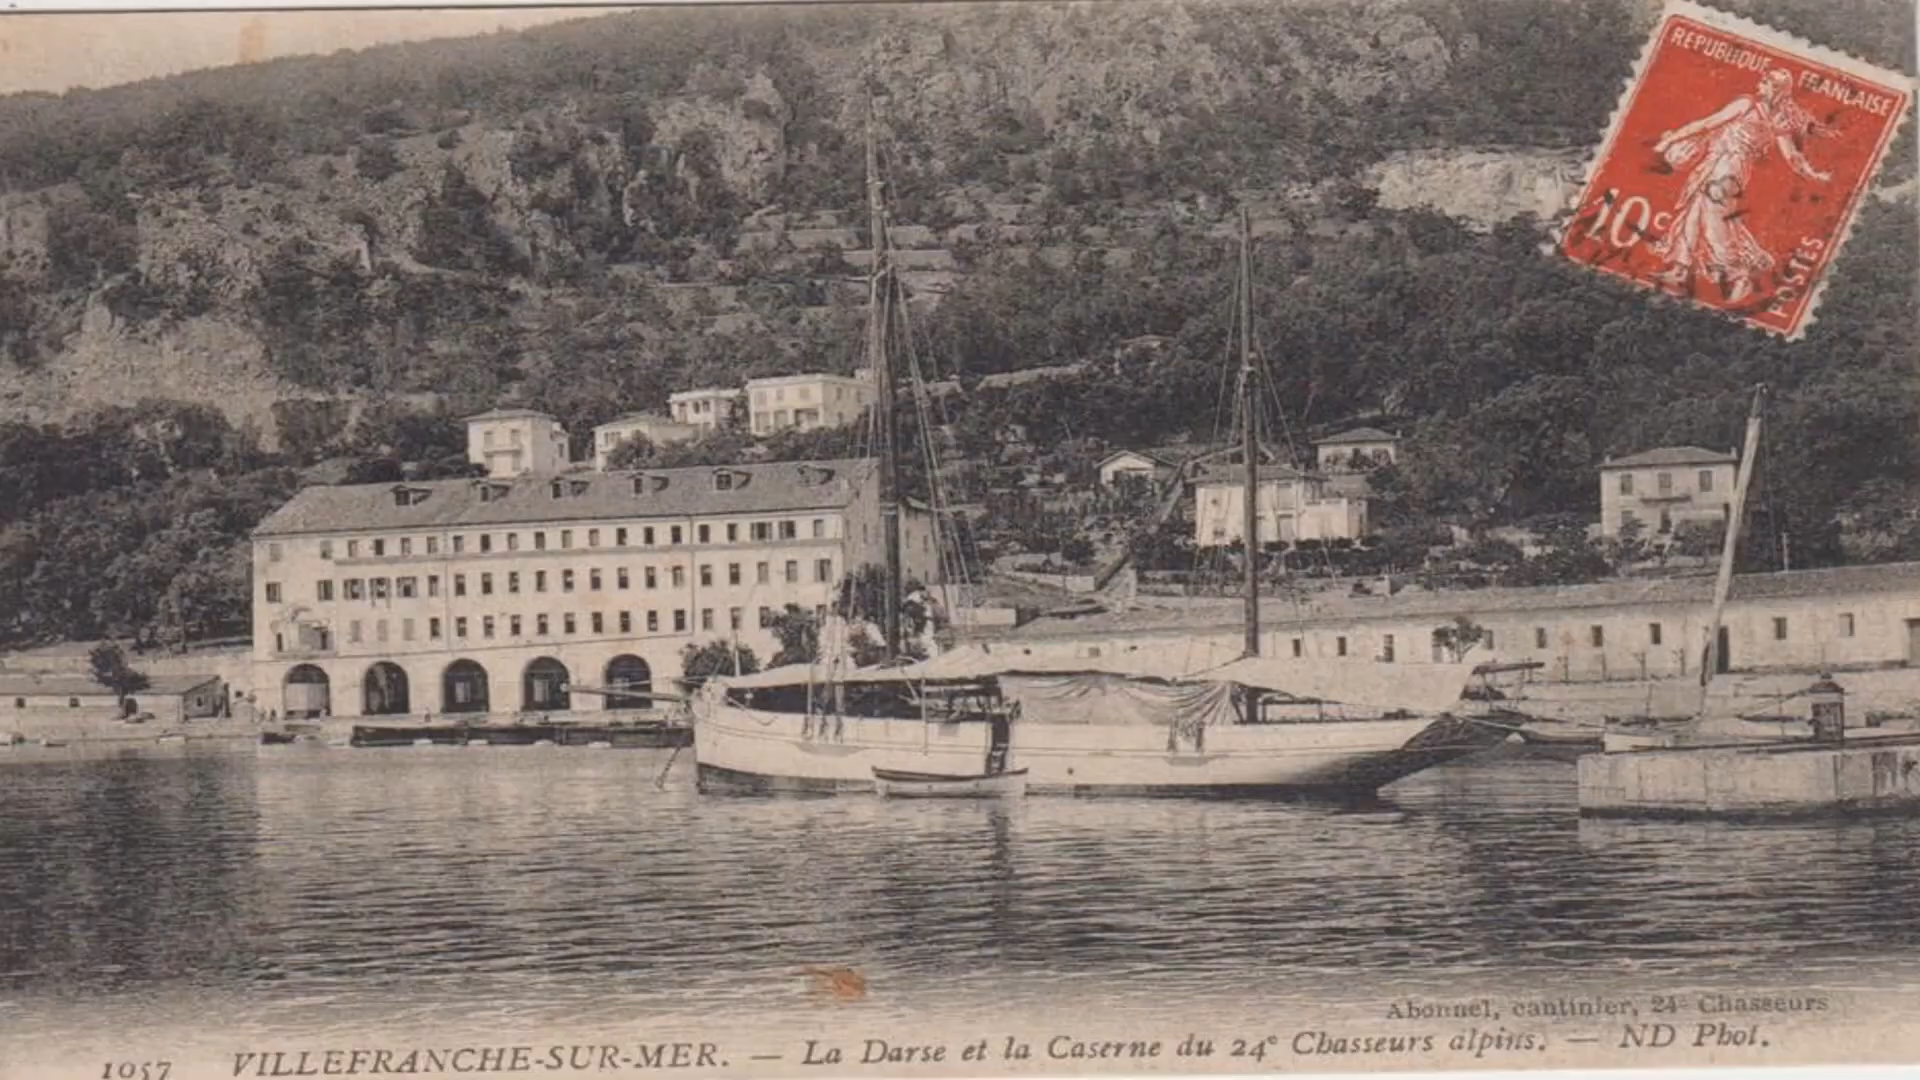 REPUBLIQUE FRANÇAISE
10c
POSTES
Abonnel, cantinier, 24e Chasseurs
1057 VILLEFRANCHE-SUR-MER. — La Darse et la Caserne du 24e Chasseurs alpins. — ND Phot.